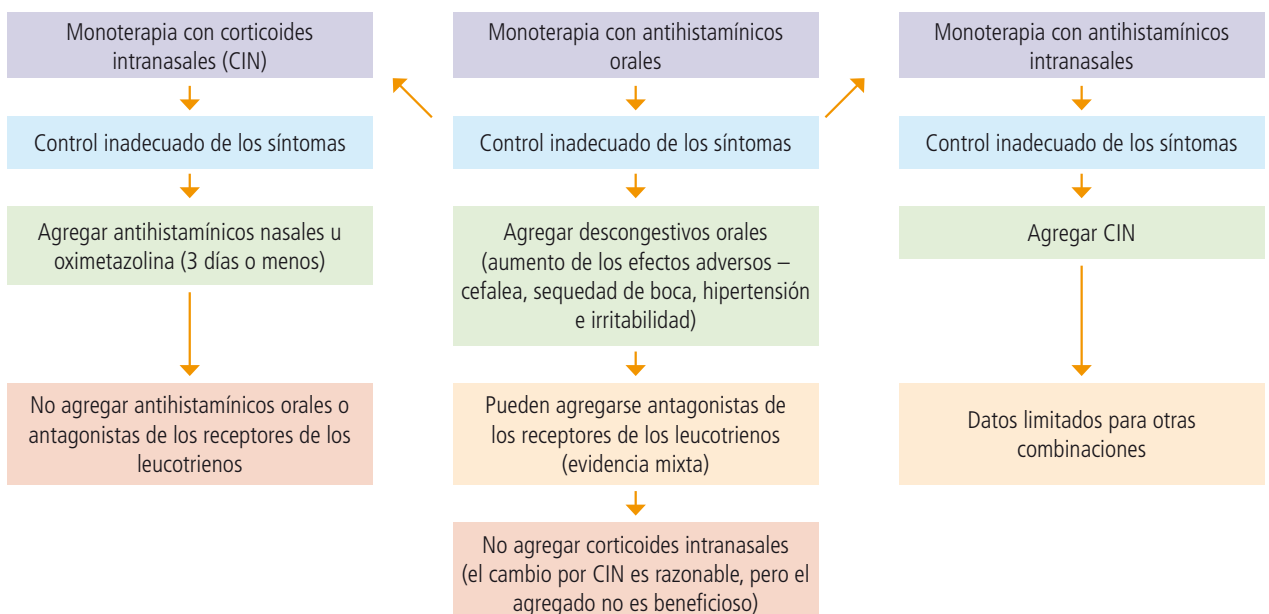 Monoterapia con corticoides
intranasales (CIN)
Control inadecuado de los síntomas
Agregar antihistamínicos nasales u
oximetazolina (3 días o menos)
No agregar antihistamínicos orales o
antagonistas de los receptores de los
leucotrienos
Monoterapia con antihistamínicos
orales
Control inadecuado de los síntomas
Agregar descongestivos orales
(aumento de los efectos adversos –
cefalea, sequedad de boca, hipertensión
e irritabilidad)
Pueden agregarse antagonistas de
los receptores de los leucotrienos
(evidencia mixta)
No agregar corticoides intranasales
(el cambio por CIN es razonable, pero el
agregado no es beneficioso)
Monoterapia con antihistamínicos
intranasales
Control inadecuado de los síntomas
Agregar CIN
Datos limitados para otras
combinaciones